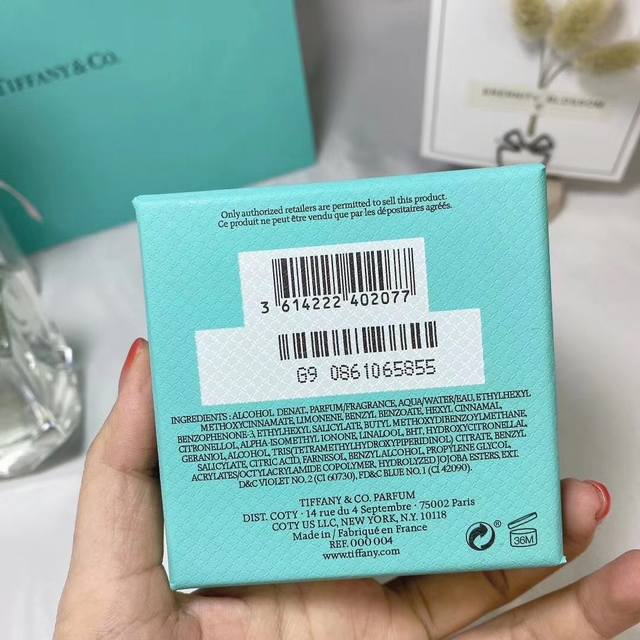 TIFFANY & CO.
ERERNITY BLOSSOM
Only authorized retailers are permitted to sell this product.
Ce produit ne peut être vendu que par les dépositaires agréés.
3 614222 402077
G9 0861065855
INGREDIENTS : ALCOHOL DENAT., PARFUM/FRAGRANCE, AQUA/WATER/EAU, ETHYLHEXYL
METHOXYCINNAMATE, LIMONENE, BENZYL BENZOATE, HEXYL CINNAMAL,
BENZOPHENONE-3, ETHYLHEXYL SALICYLATE, BUTYL METHOXYDIBENZOYLMETHANE,
CITRONELLOL, ALPHA-ISOMETHYL IONONE, LINALOOL, BHT, HYDROXYCITRONELLAL,
GERANIOL, ALCOHOL, TRIS(TETRAMETHYLHYDROXYPIPERIDINOL) CITRATE, BENZYL
SALICYLATE, CITRIC ACID, FARNESOL, BENZYL ALCOHOL, PROPYLENE GLYCOL,
ACRYLATES/OCTYLACRYLAMIDE COPOLYMER, HYDROLYZED JOJOBA ESTERS, EXT.
D&C VIOLET NO. 2 (CI 60730), FD&C BLUE NO. 1 (CI 42090).
TIFFANY & CO. PARFUM
DIST. COTY · 14 rue du 4 Septembre · 75002 Paris
COTY US LLC, NEW YORK, N.Y. 10118
Made in / Fabriqué en France
REF. 000 004
www.tiffany.com
®
36M